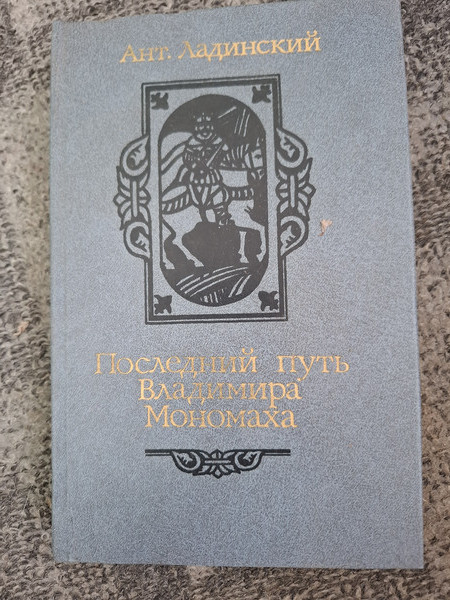 Ант. Ладинский
Последний путь
Владимира
Мономаха